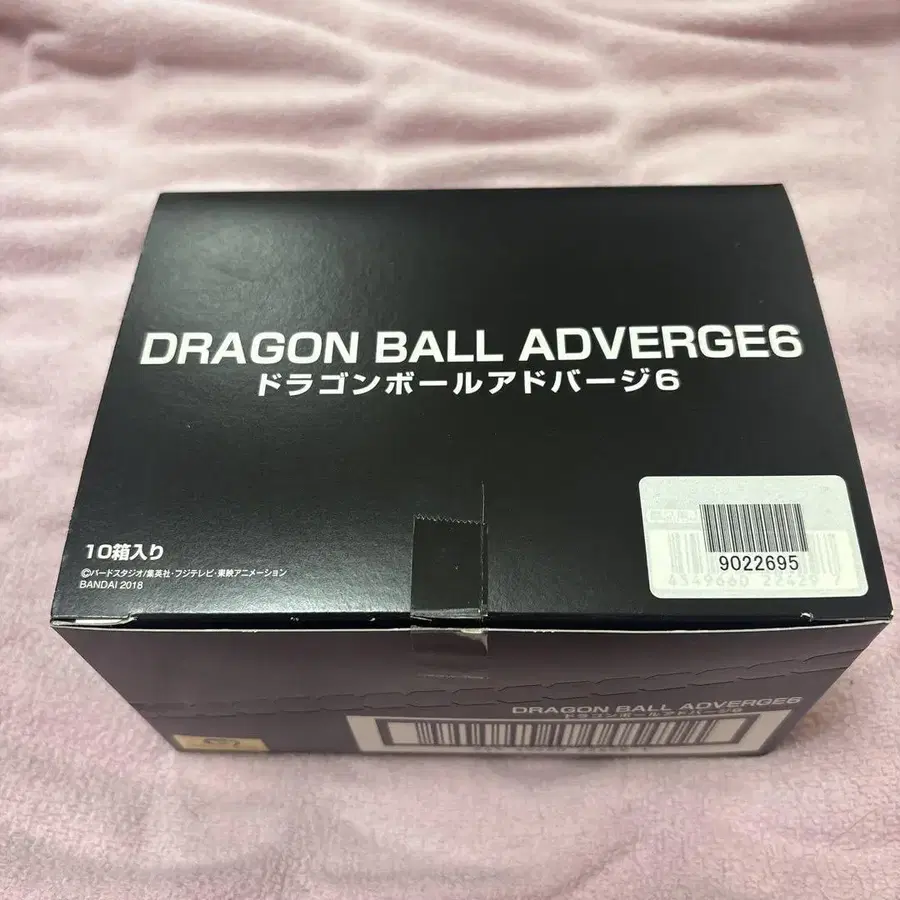 DRAGON BALL ADVERGE6
ドラゴンボールアドバージ6
10箱入り
©バードスタジオ/集英社・フジテレビ・東映アニメーション
BANDAI 2018
9022695
DRAGON BALL ADVERGE6
ドラゴンボールアドバージ6